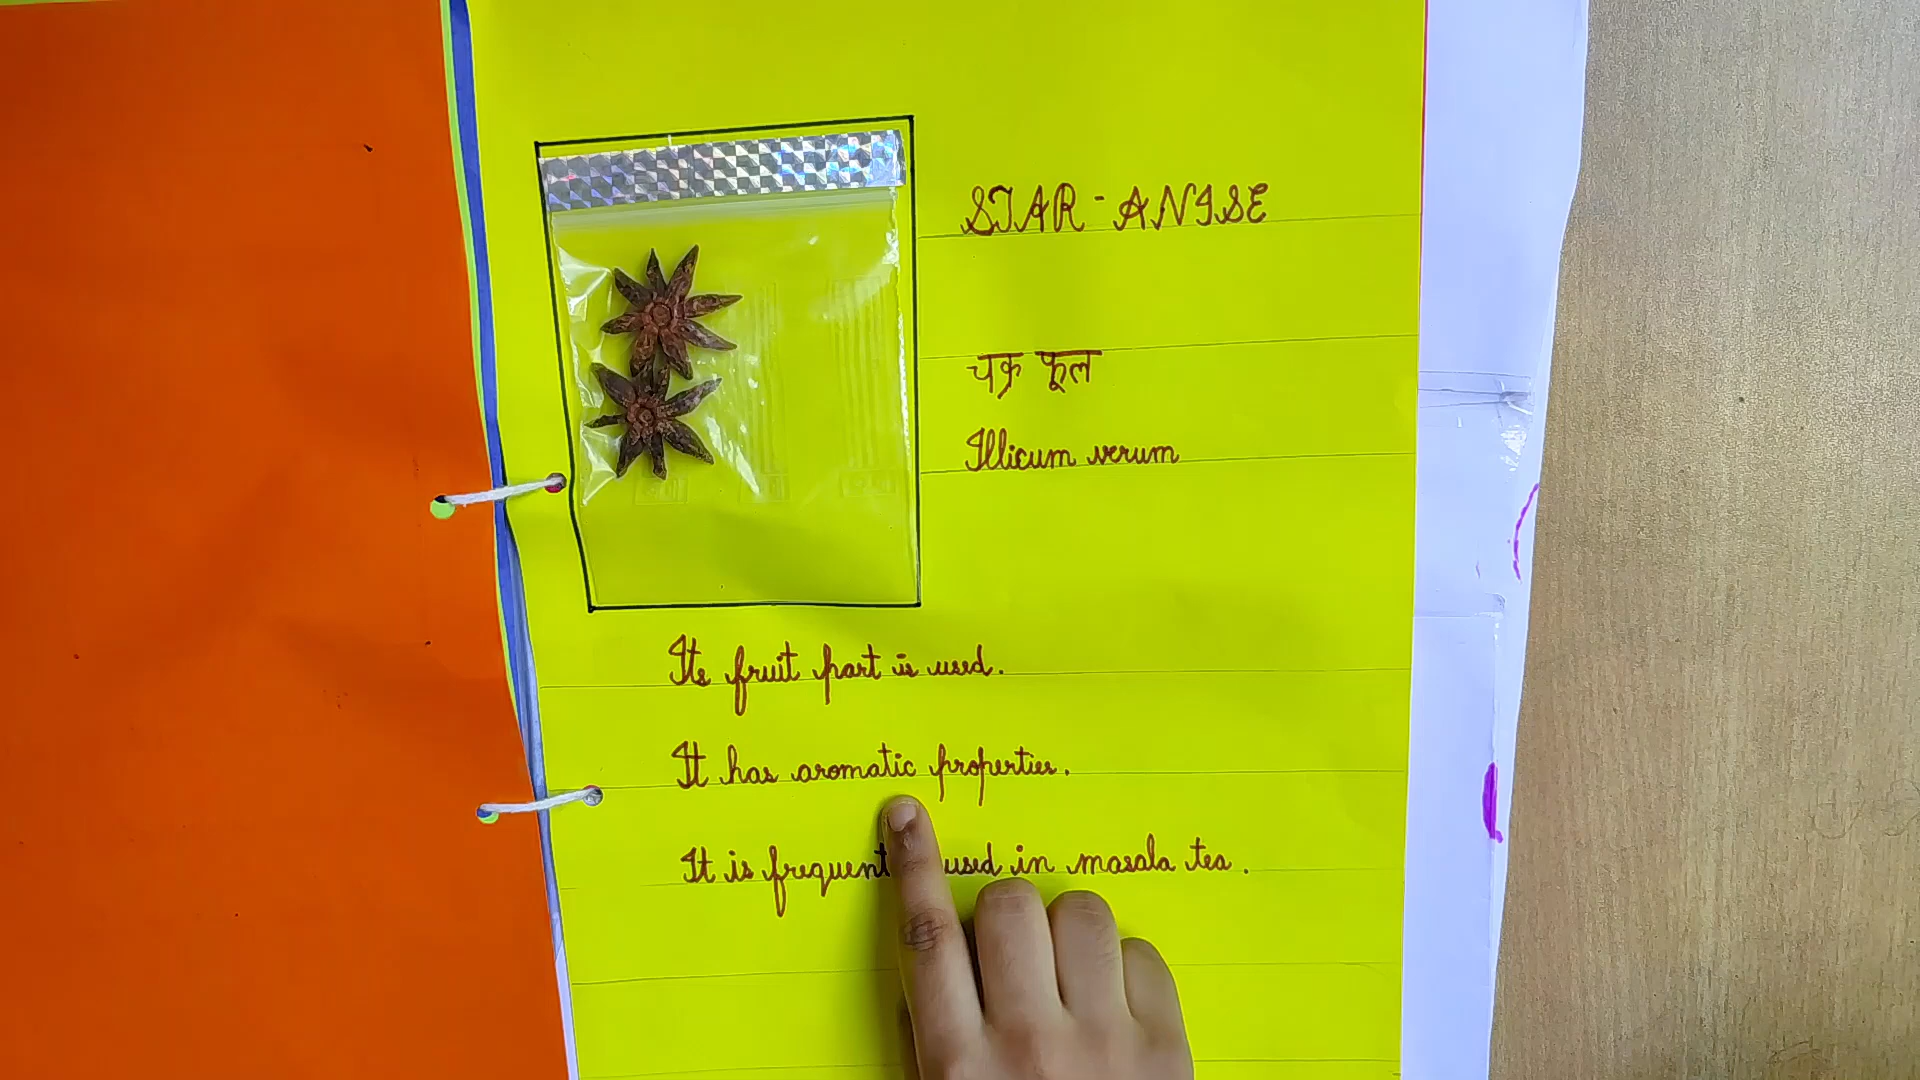 STAR - ANISE
चक्र फूल
Illicum verum
Its fruit part is used.
It has aromatic properties.
It is frequent used in masala tea.